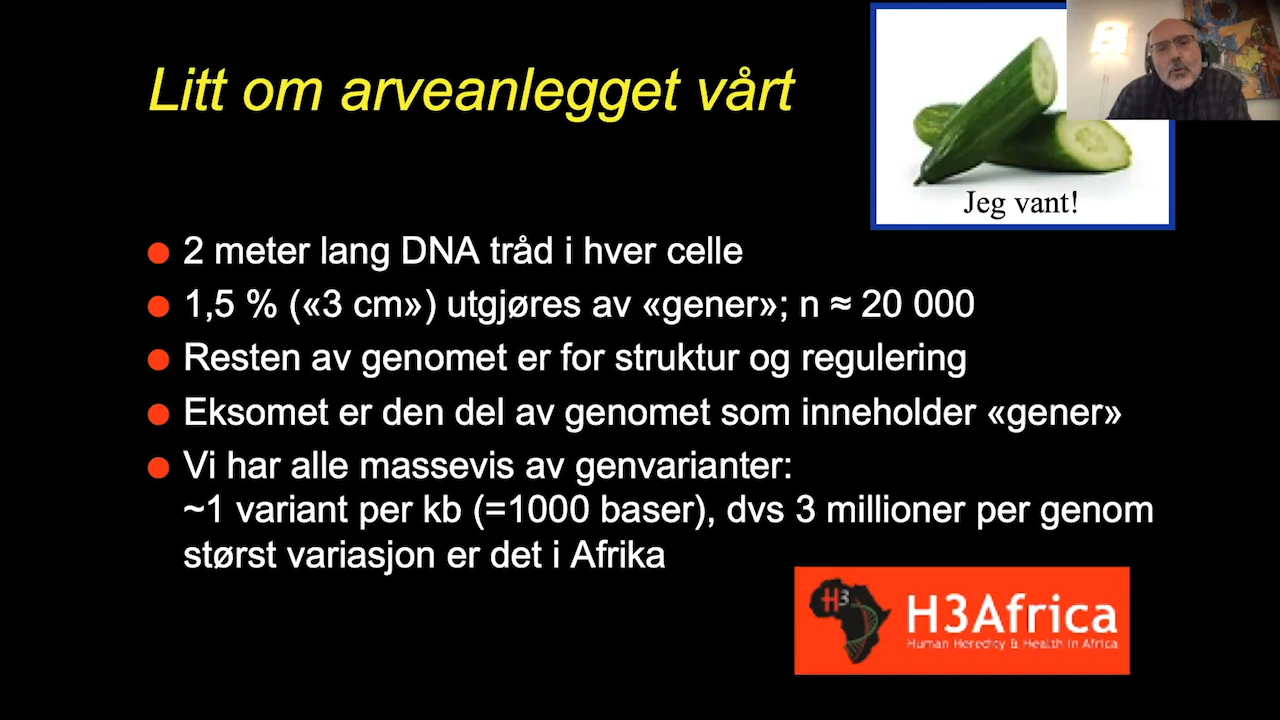 Litt om arveanlegget vårt
Jeg vant!
2 meter lang DNA tråd i hver celle
1,5 % («3 cm») utgjøres av «gener»; n ≈ 20 000
Resten av genomet er for struktur og regulering
Eksomet er den del av genomet som inneholder «gener»
Vi har alle massevis av genvarianter:
~1 variant per kb (=1000 baser), dvs 3 millioner per genom
størst variasjon er det i Afrika
H3
H3Africa
Human Heredity & Health in Africa